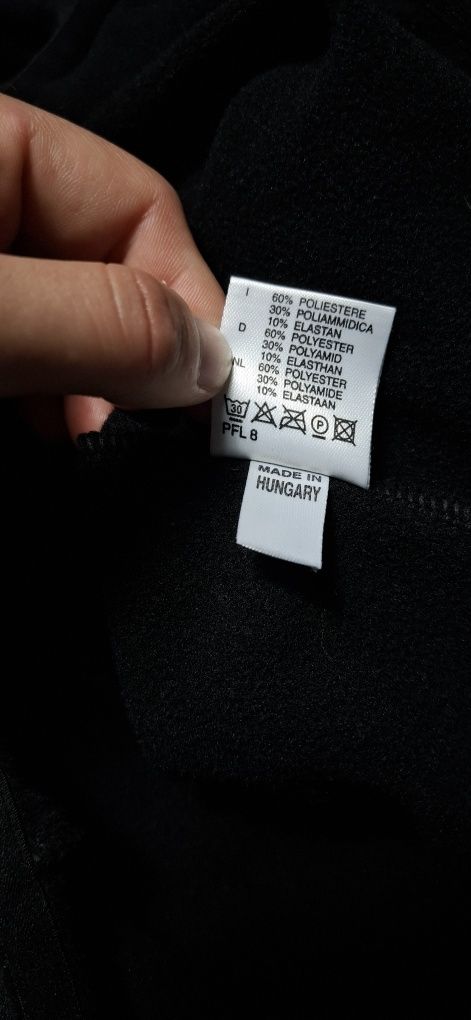 I 60% POLIESTERE
30% POLIAMMIDICA
10% ELASTAN
D 60% POLYESTER
30% POLYAMID
10% ELASTHAN
NL 60% POLYESTER
30% POLYAMIDE
10% ELASTAAN
30 P
PFL 8
MADE IN
HUNGARY